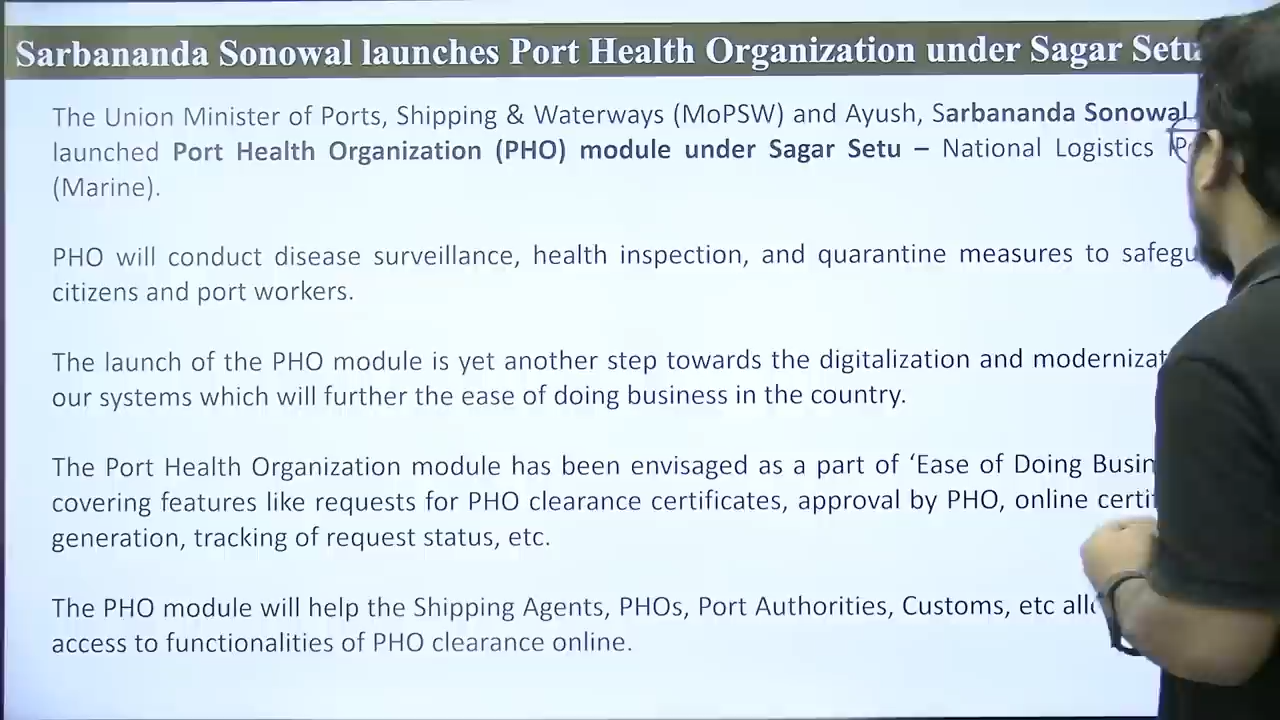 Sarbananda Sonowal launches Port Health Organization under Sagar Setu
The Union Minister of Ports, Shipping & Waterways (MoPSW) and Ayush, Sarbananda Sonowal
launched Port Health Organization (PHO) module under Sagar Setu – National Logistics
(Marine).
PHO will conduct disease surveillance, health inspection, and quarantine measures to
citizens and port workers.
The launch of the PHO module is yet another step towards the digitalization and
our systems which will further the ease of doing business in the country.
The Port Health Organization module has been envisaged as a part of ‘Ease of Doing
covering features like requests for PHO clearance certificates, approval by PHO, online
generation, tracking of request status, etc.
The PHO module will help the Shipping Agents, PHOs, Port Authorities, Customs, etc
access to functionalities of PHO clearance online.